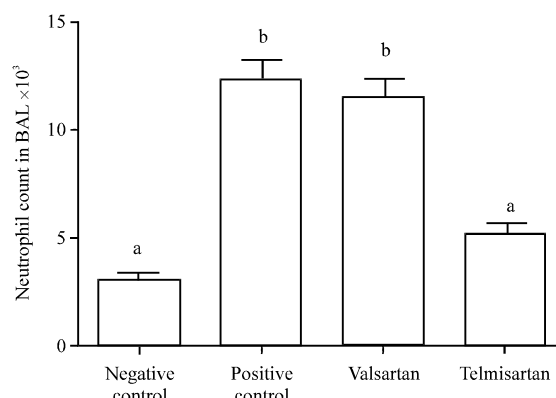 Neutrophil count in BAL ×10³
15
10
5
0
a
b
b
a
Negative
control
Positive
control
Valsartan
Telmisartan